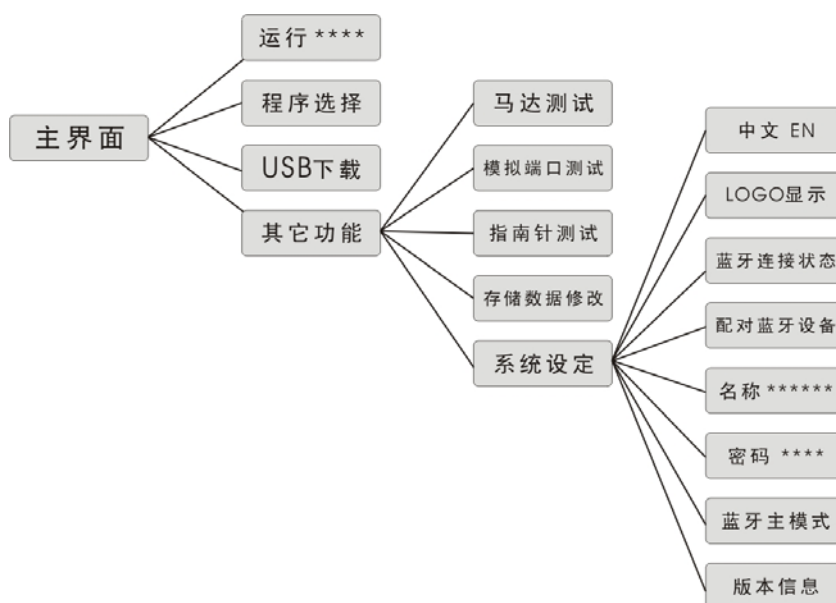 主界面
运行 ****
程序选择
USB下载
其它功能
马达测试
模拟端口测试
指南针测试
存储数据修改
系统设定
中文 EN
LOGO显示
蓝牙连接状态
配对蓝牙设备
名称 ******
密码 ****
蓝牙主模式
版本信息